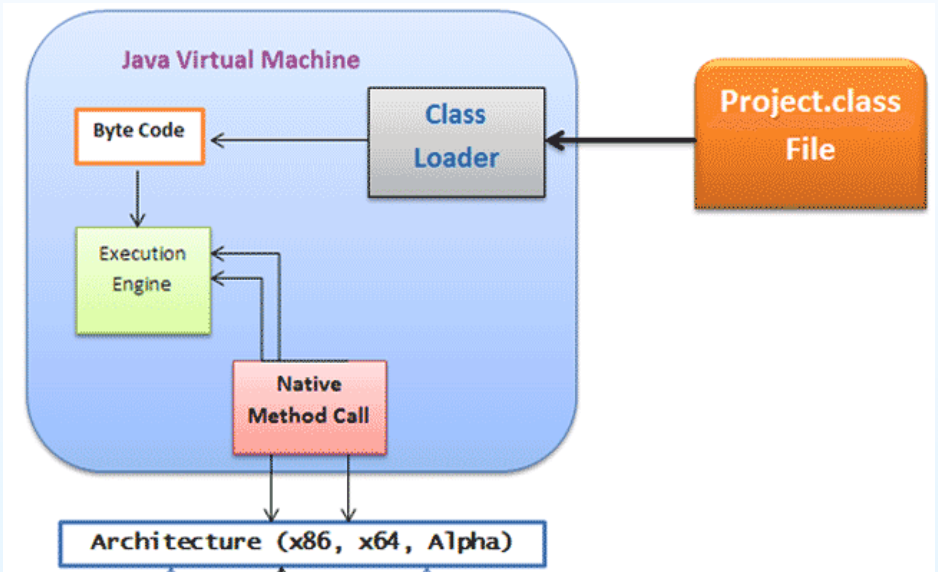 Java Virtual Machine
Byte Code
Class
Loader
Project.class
File
Execution
Engine
Native
Method Call
Architecture (x86, x64, Alpha)